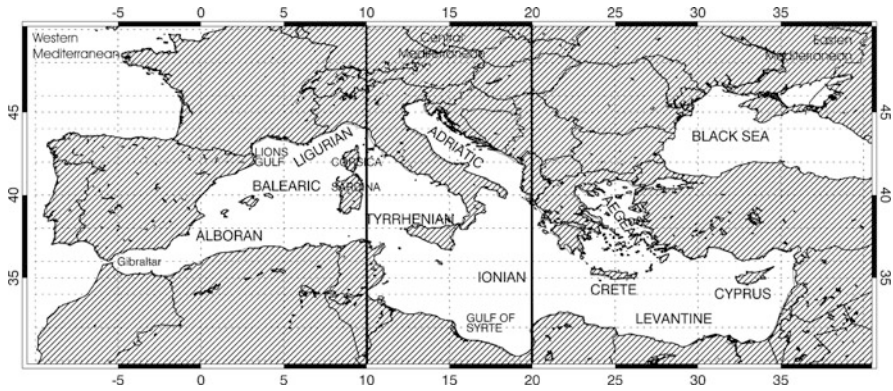 -5 0 5 10 15 20 25 30 35
Western
Mediterranean
Central
Mediterranean
Eastern
Mediterranean
45
45
BLACK SEA
ADRIATIC
LIGURIAN
LIONS
GULF
CORSICA
BALEARIC
SARDINA
40
40
TYRRHENIAN
AEGEAN
ALBORAN
Gibraltar
35
35
IONIAN
CRETE
CYPRUS
GULF OF
SYRTE
LEVANTINE
-5 0 5 10 15 20 25 30 35